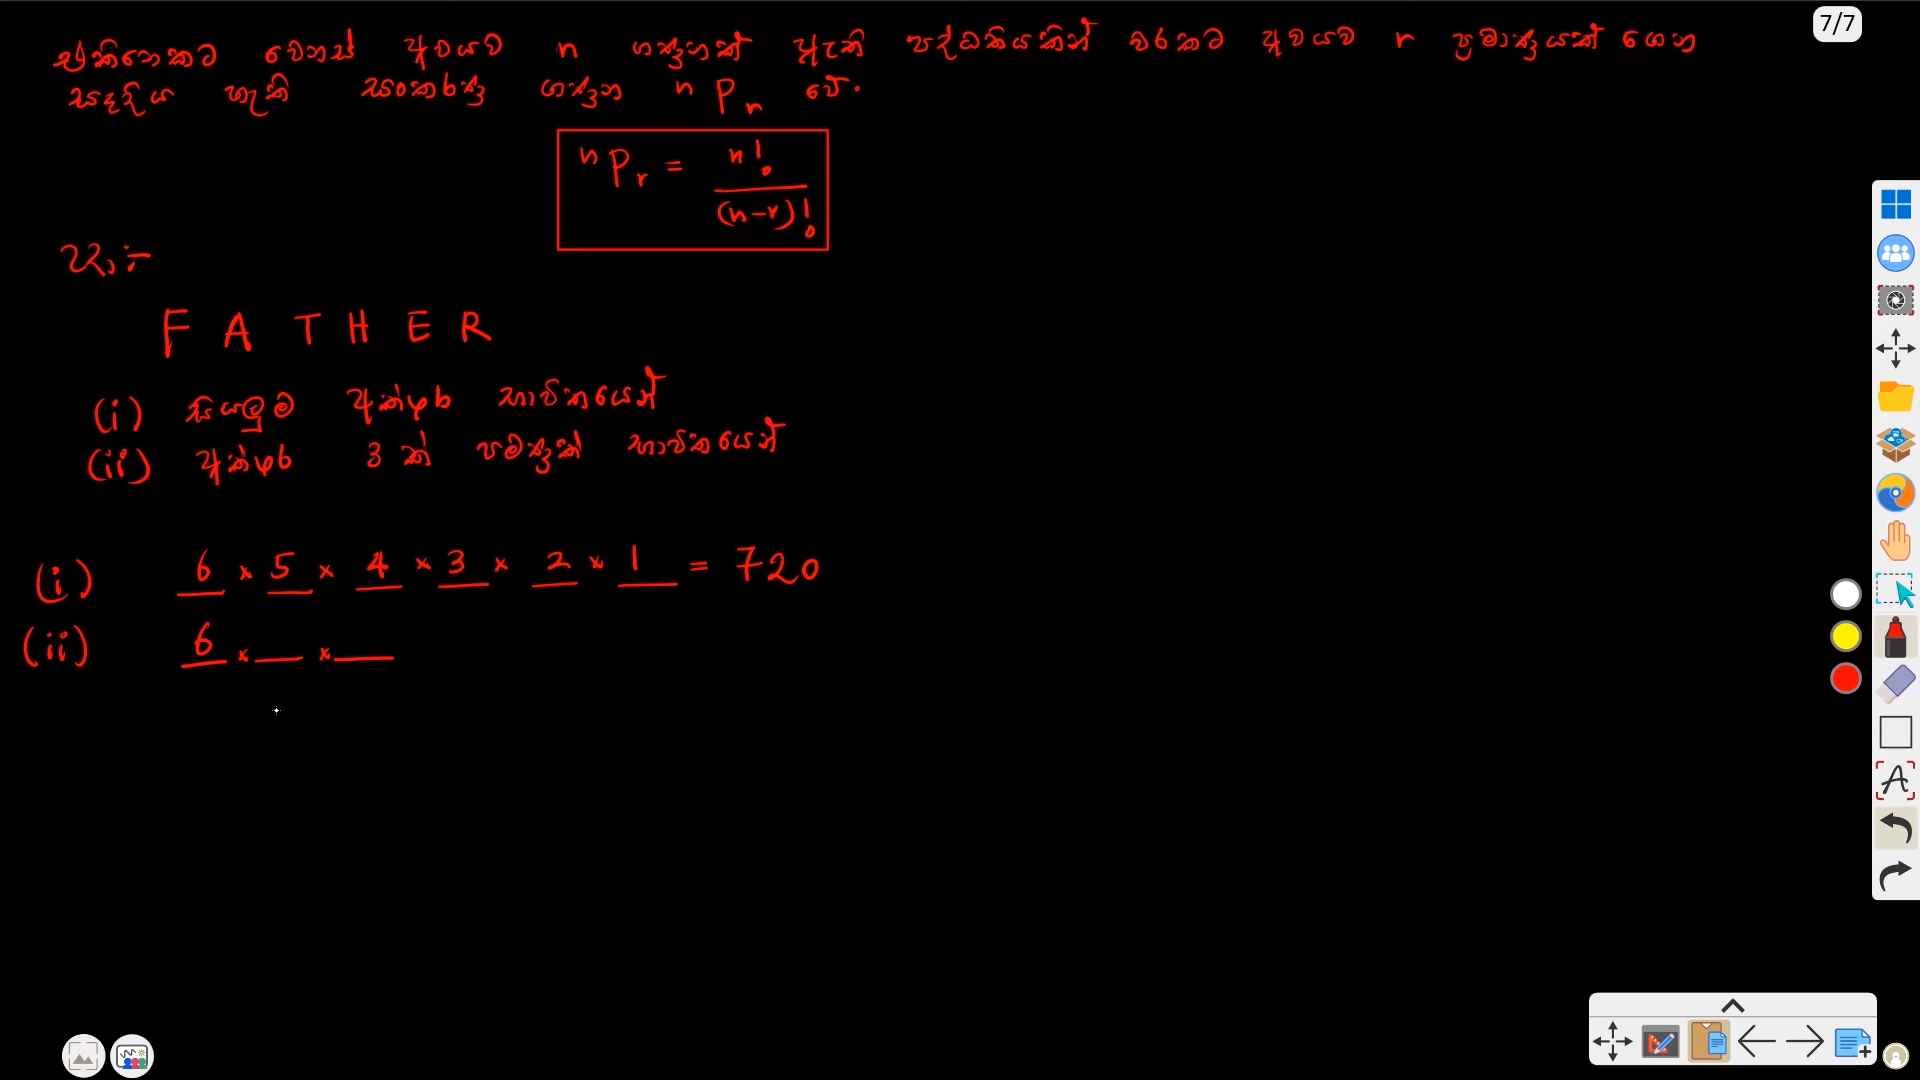 7/7
එකිනෙකට වෙනස් අවයව n ගණනක් ඇති පද්ධතියකින් වරකට අවයව r ප්‍රමාණයක් ගෙන
සෑදිය හැකි සංකරණ ගණන ⁿPₙ වේ.
ⁿPᵣ = n! / (n-r)!
උදා:-
F A T H E R
(i) සියලුම අක්ෂර භාවිතයෙන්
(ii) අක්ෂර 3 ක් පමණක් භාවිතයෙන්
(i) 6 × 5 × 4 × 3 × 2 × 1 = 720
(ii) 6 × __ × __